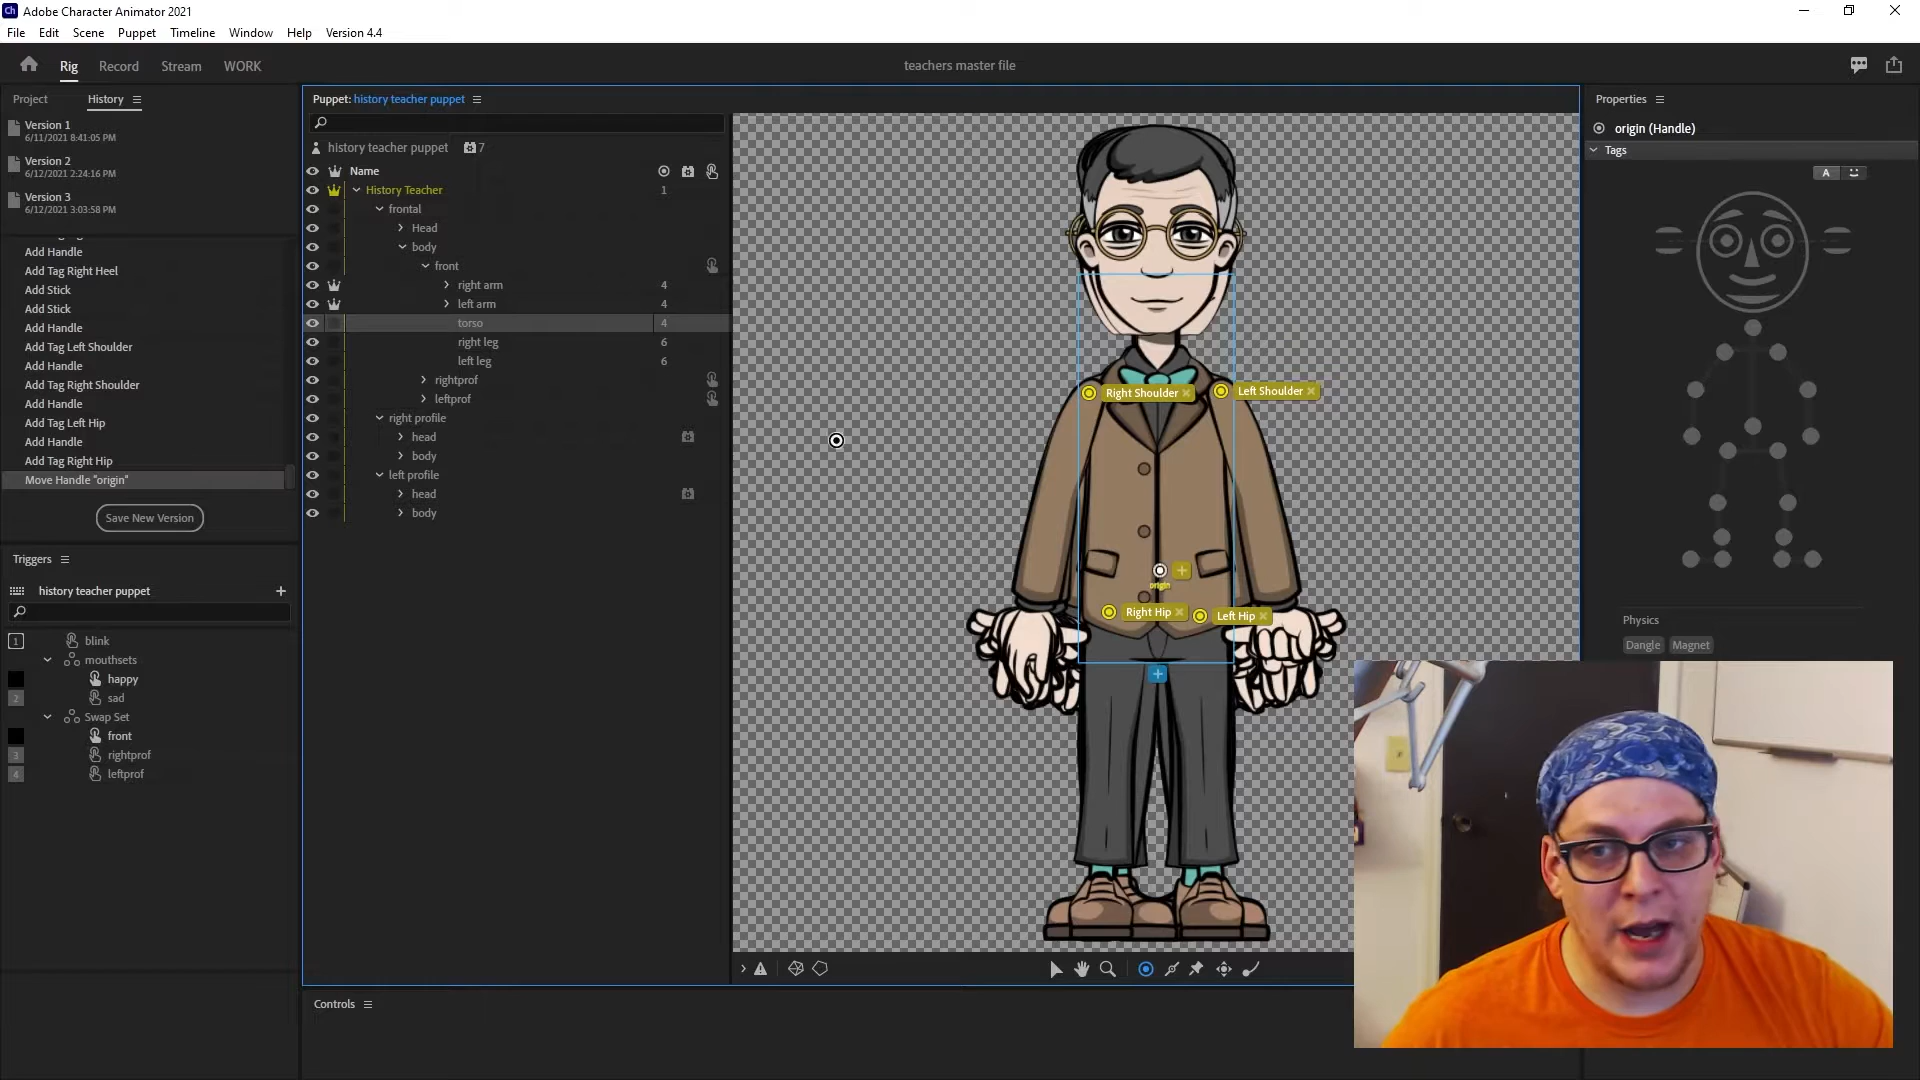 Ch Adobe Character Animator 2021
File Edit Scene Puppet Timeline Window Help Version 4.4
Rig Record Stream WORK
teachers master file
Project History
Version 1
6/11/2021 8:41:05 PM
Version 2
6/12/2021 2:24:16 PM
Version 3
6/12/2021 3:03:58 PM
Add Handle
Add Tag Right Heel
Add Stick
Add Stick
Add Handle
Add Tag Left Shoulder
Add Handle
Add Tag Right Shoulder
Add Handle
Add Tag Left Hip
Add Handle
Add Tag Right Hip
Move Handle "origin"
Save New Version
Triggers
history teacher puppet +
1 blink
mouthsets
happy
2 sad
Swap Set
front
3 rightprof
4 leftprof
Puppet: history teacher puppet
history teacher puppet 7
Name
History Teacher 1
frontal
Head
body
front
right arm 4
left arm 4
torso 4
right leg 6
left leg 6
rightprof
leftprof
right profile
head
body
left profile
head
body
Right Shoulder ×
Left Shoulder ×
+
origin
Right Hip ×
Left Hip ×
+
Controls
Properties
origin (Handle)
Tags
A
Physics
Dangle Magnet